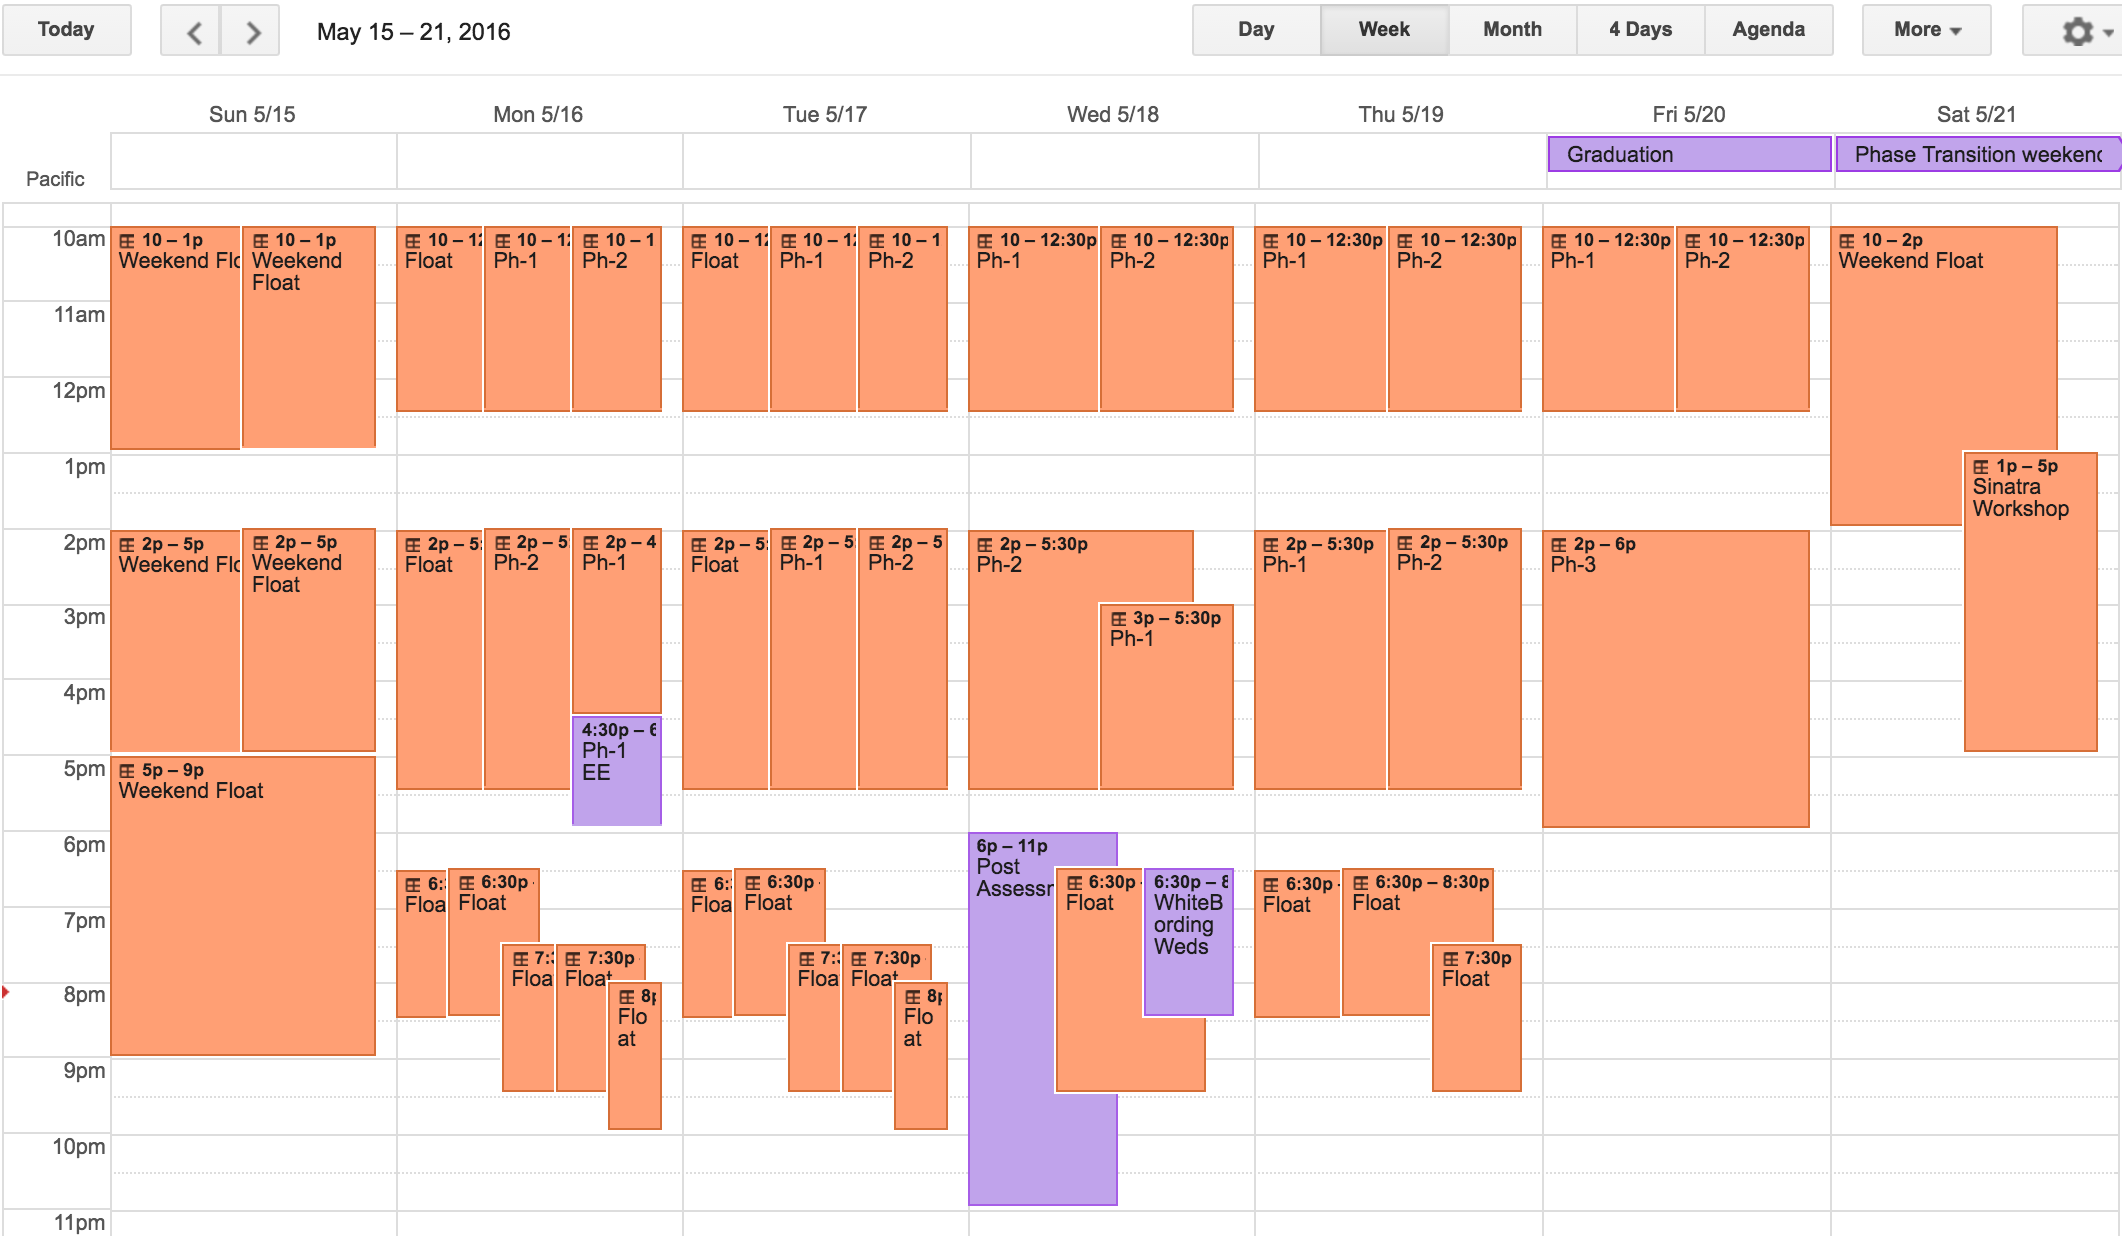 Today
May 15 – 21, 2016
Day
Week
Month
4 Days
Agenda
More
Sun 5/15
Mon 5/16
Tue 5/17
Wed 5/18
Thu 5/19
Fri 5/20
Sat 5/21
Pacific
Graduation
Phase Transition weekend
10am
11am
12pm
1pm
2pm
3pm
4pm
5pm
6pm
7pm
8pm
9pm
10pm
11pm
10 – 1p
Weekend Flo
10 – 1p
Weekend
Float
2p – 5p
Weekend Flo
2p – 5p
Weekend
Float
5p – 9p
Weekend Float
10 – 12
Float
10 – 12
Ph-1
10 – 1
Ph-2
2p – 5:
Float
2p – 5
Ph-2
2p – 4
Ph-1
4:30p – 6
Ph-1
EE
6:3
Floa
6:30p
Float
7:3
Floa
7:30p
Float
8p
Flo
at
10 – 12
Float
10 – 12
Ph-1
10 – 1
Ph-2
2p – 5:
Float
2p – 5
Ph-1
2p – 5
Ph-2
6:
Floa
6:30p
Float
7:
Floa
7:30p
Float
8p
Flo
at
10 – 12:30p
Ph-1
10 – 12:30p
Ph-2
2p – 5:30p
Ph-2
3p – 5:30p
Ph-1
6p – 11p
Post
Assessm
6:30p
Float
6:30p – 8
WhiteB
ording
Weds
10 – 12:30p
Ph-1
10 – 12:30p
Ph-2
2p – 5:30p
Ph-1
2p – 5:30p
Ph-2
6:30p
Float
6:30p – 8:30p
Float
7:30p
Float
10 – 12:30p
Ph-1
10 – 12:30p
Ph-2
2p – 6p
Ph-3
10 – 2p
Weekend Float
1p – 5p
Sinatra
Workshop